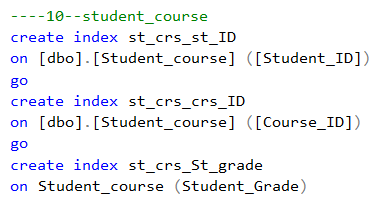 ----10--student_course
create index st_crs_st_ID
on [dbo].[Student_course] ([Student_ID])
go
create index st_crs_crs_ID
on [dbo].[Student_course] ([Course_ID])
go
create index st_crs_St_grade
on Student_course (Student_Grade)